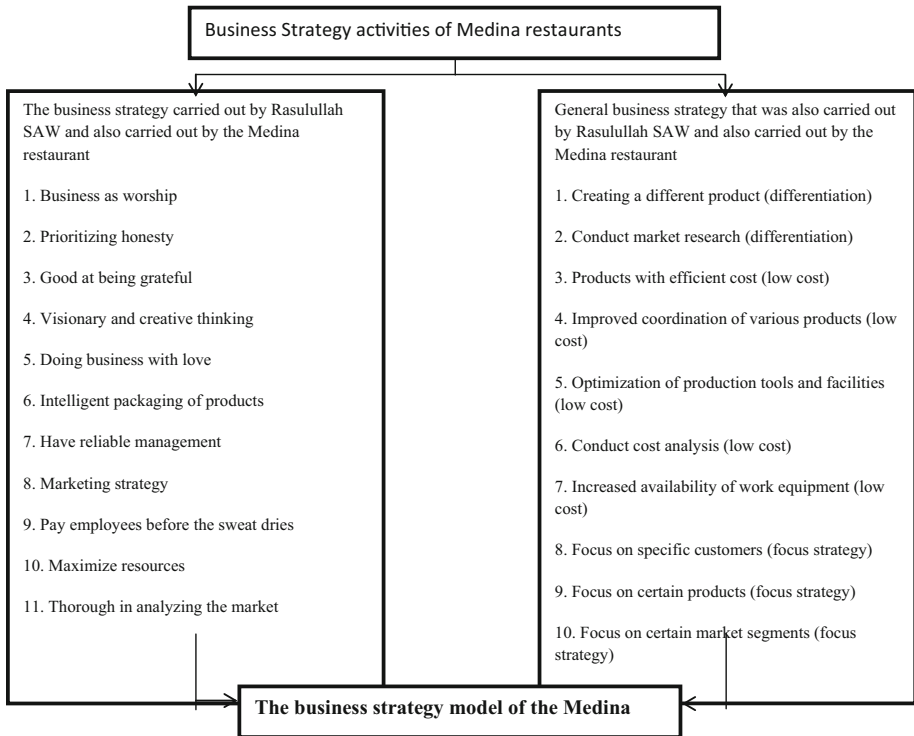 Business Strategy activities of Medina restaurants
The business strategy carried out by Rasulullah
SAW and also carried out by the Medina
restaurant
1. Business as worship
2. Prioritizing honesty
3. Good at being grateful
4. Visionary and creative thinking
5. Doing business with love
6. Intelligent packaging of products
7. Have reliable management
8. Marketing strategy
9. Pay employees before the sweat dries
10. Maximize resources
11. Thorough in analyzing the market
General business strategy that was also carried out
by Rasulullah SAW and also carried out by the
Medina restaurant
1. Creating a different product (differentiation)
2. Conduct market research (differentiation)
3. Products with efficient cost (low cost)
4. Improved coordination of various products (low
cost)
5. Optimization of production tools and facilities
(low cost)
6. Conduct cost analysis (low cost)
7. Increased availability of work equipment (low
cost)
8. Focus on specific customers (focus strategy)
9. Focus on certain products (focus strategy)
10. Focus on certain market segments (focus
strategy)
The business strategy model of the Medina